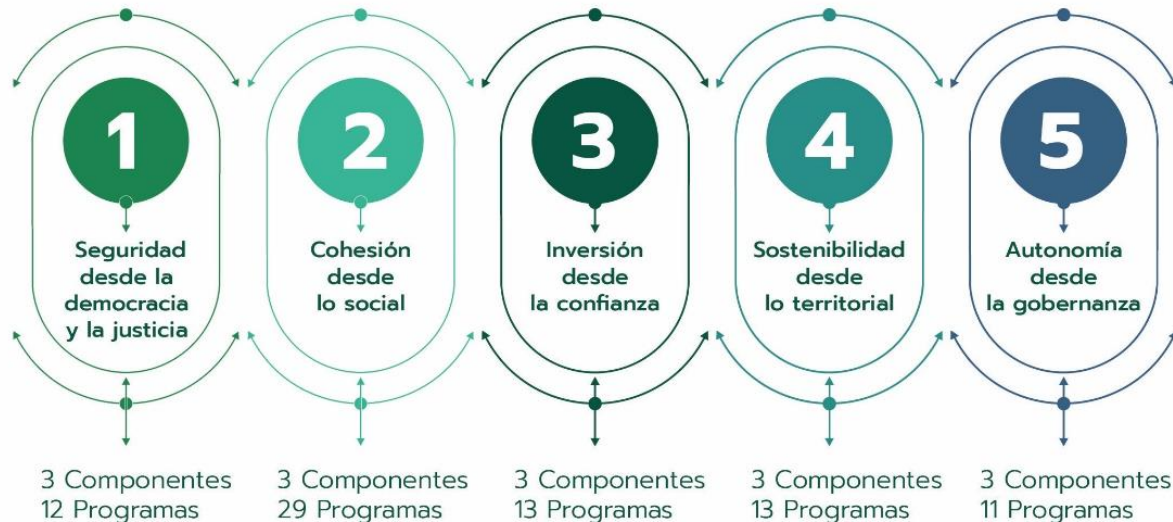 1
Seguridad
desde la
democracia
y la justicia
3 Componentes
12 Programas
2
Cohesión
desde
lo social
3 Componentes
29 Programas
3
Inversión
desde
la confianza
3 Componentes
13 Programas
4
Sostenibilidad
desde
lo territorial
3 Componentes
13 Programas
5
Autonomía
desde
la gobernanza
3 Componentes
11 Programas